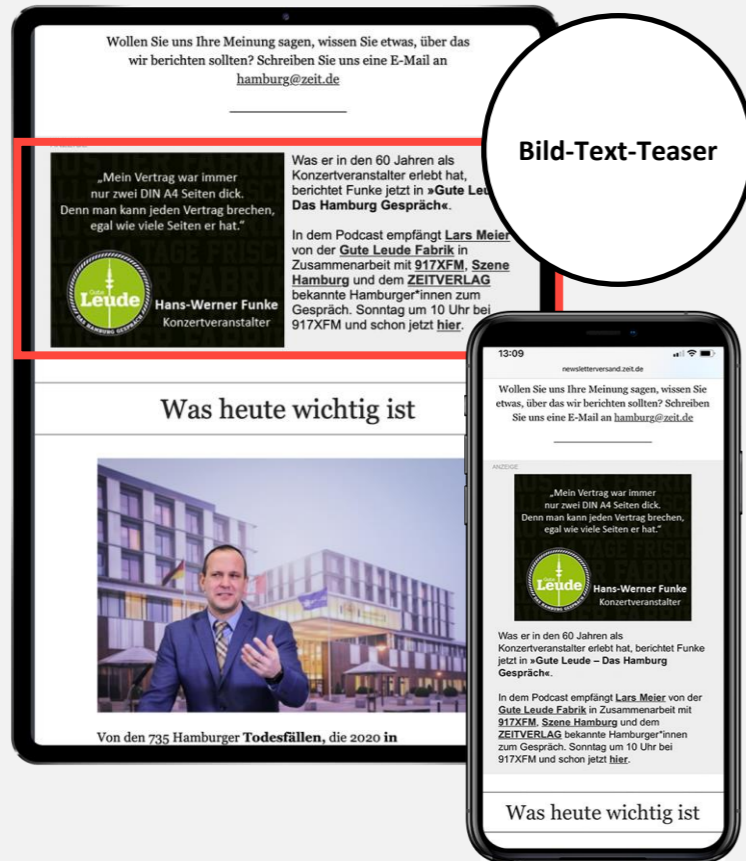 Wollen Sie uns Ihre Meinung sagen, wissen Sie etwas, über das
wir berichten sollten? Schreiben Sie uns eine E-Mail an
hamburg@zeit.de
ANZEIGE
„Mein Vertrag war immer
nur zwei DIN A4 Seiten dick.
Denn man kann jeden Vertrag brechen,
egal wie viele Seiten er hat.“
Gute
Leude
DAS HAMBURG GESPRÄCH
Hans-Werner Funke
Konzertveranstalter
Was er in den 60 Jahren als
Konzertveranstalter erlebt hat,
berichtet Funke jetzt in »Gute Leu
Das Hamburg Gespräch«.
In dem Podcast empfängt Lars Meier
von der Gute Leude Fabrik in
Zusammenarbeit mit 917XFM, Szene
Hamburg und dem ZEITVERLAG
bekannte Hamburger*innen zum
Gespräch. Sonntag um 10 Uhr bei
917XFM und schon jetzt hier.
Bild-Text-Teaser
Was heute wichtig ist
Von den 735 Hamburger Todesfällen, die 2020 in
13:09
newsletterversand.zeit.de
Wollen Sie uns Ihre Meinung sagen, wissen Sie
etwas, über das wir berichten sollten? Schreiben
Sie uns eine E-Mail an hamburg@zeit.de
ANZEIGE
„Mein Vertrag war immer
nur zwei DIN A4 Seiten dick.
Denn man kann jeden Vertrag brechen,
egal wie viele Seiten er hat.“
Gute
Leude
DAS HAMBURG GESPRÄCH
Hans-Werner Funke
Konzertveranstalter
Was er in den 60 Jahren als
Konzertveranstalter erlebt hat, berichtet Funke
jetzt in »Gute Leude – Das Hamburg
Gespräch«.
In dem Podcast empfängt Lars Meier von der
Gute Leude Fabrik in Zusammenarbeit mit
917XFM, Szene Hamburg und dem
ZEITVERLAG bekannte Hamburger*innen
zum Gespräch. Sonntag um 10 Uhr bei
917XFM und schon jetzt hier.
Was heute wichtig ist